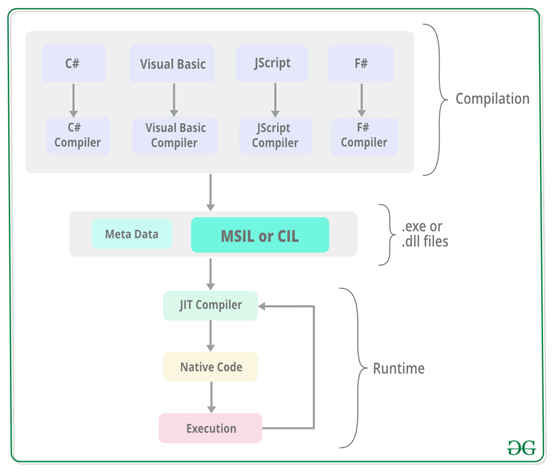 C#
Visual Basic
JScript
F#
C#
Compiler
Visual Basic
Compiler
JScript
Compiler
F#
Compiler
Compilation
Meta Data
MSIL or CIL
.exe or
.dll files
JIT Compiler
Native Code
Execution
Runtime